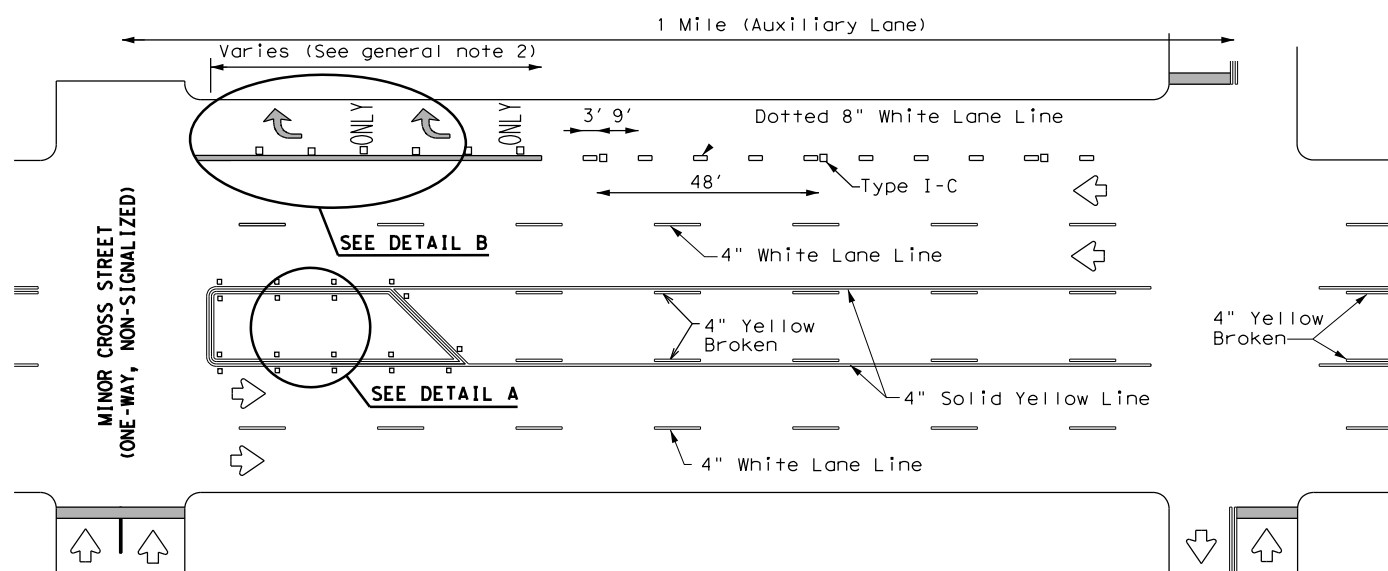 1 Mile (Auxiliary Lane)
Varies (See general note 2)
ONLY
ONLY
3' 9'
Dotted 8" White Lane Line
48'
Type I-C
SEE DETAIL B
4" White Lane Line
MINOR CROSS STREET
(ONE-WAY, NON-SIGNALIZED)
4" Yellow
Broken
4" Yellow
Broken
SEE DETAIL A
4" Solid Yellow Line
4" White Lane Line